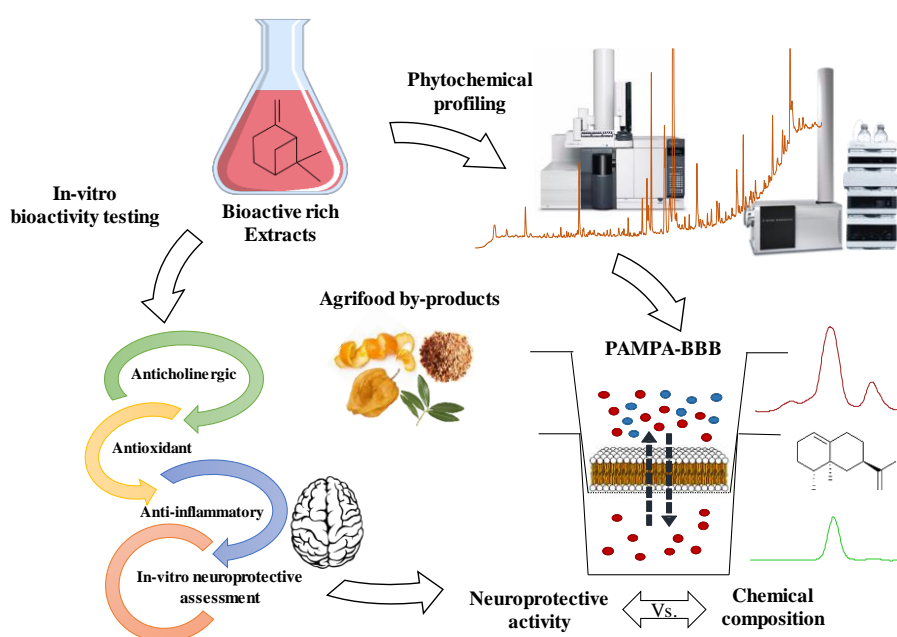 Phytochemical
profiling
In-vitro
bioactivity testing
Bioactive rich
Extracts
Agrifood by-products
PAMPA-BBB
Anticholinergic
Antioxidant
Anti-inflammatory
In-vitro neuroprotective
assessment
Neuroprotective
activity
Vs.
Chemical
composition